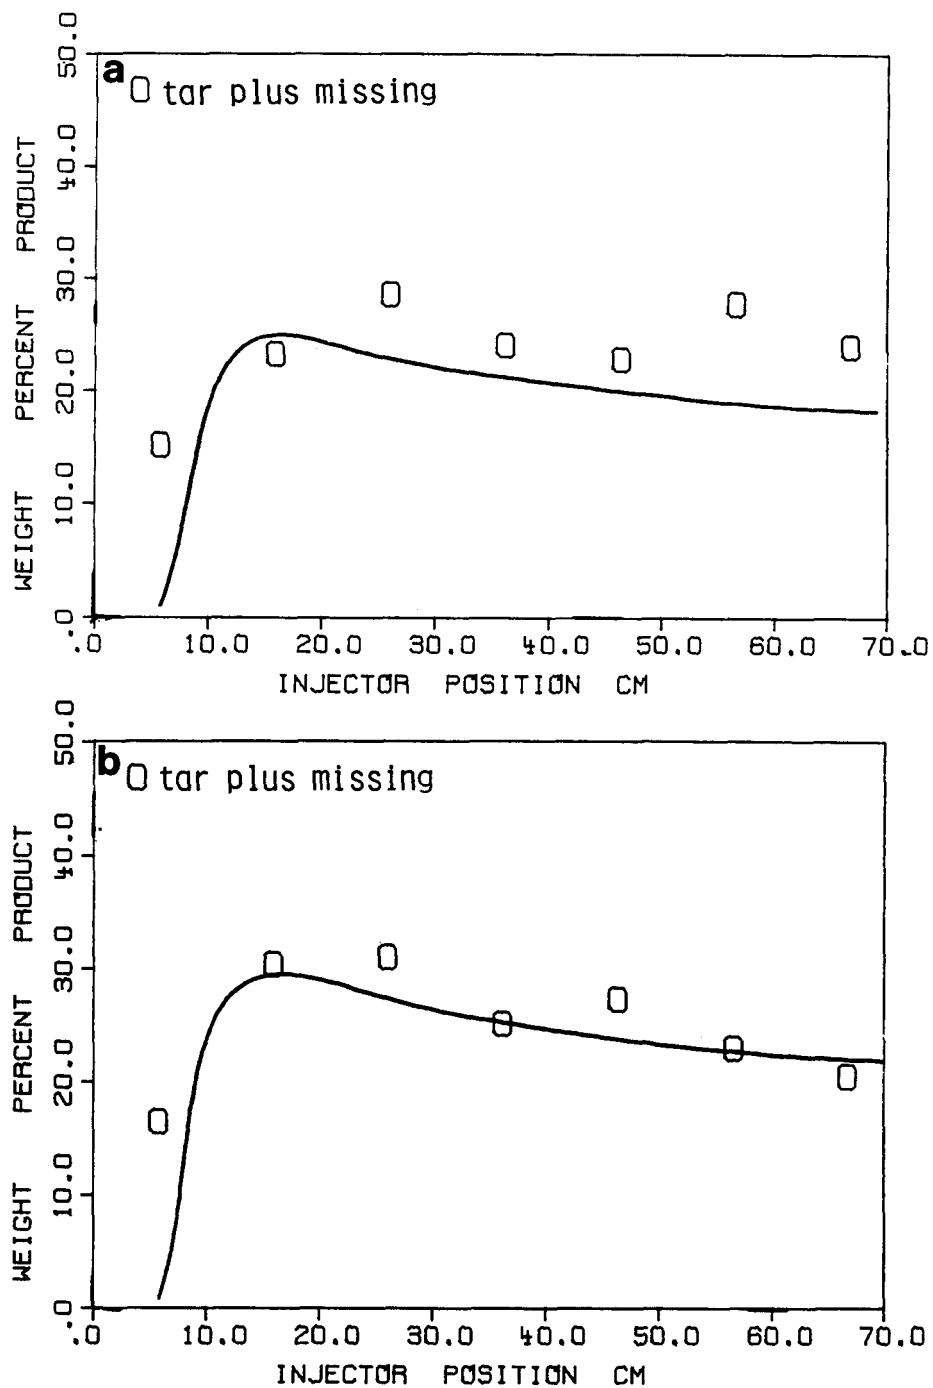 a
tar plus missing
WEIGHT PERCENT PRODUCT
50.0
40.0
30.0
20.0
10.0
.0
.0 10.0 20.0 30.0 40.0 50.0 60.0 70.0
INJECTOR POSITION CM
b
tar plus missing
WEIGHT PERCENT PRODUCT
50.0
40.0
30.0
20.0
10.0
.0
.0 10.0 20.0 30.0 40.0 50.0 60.0 70.0
INJECTOR POSITION CM